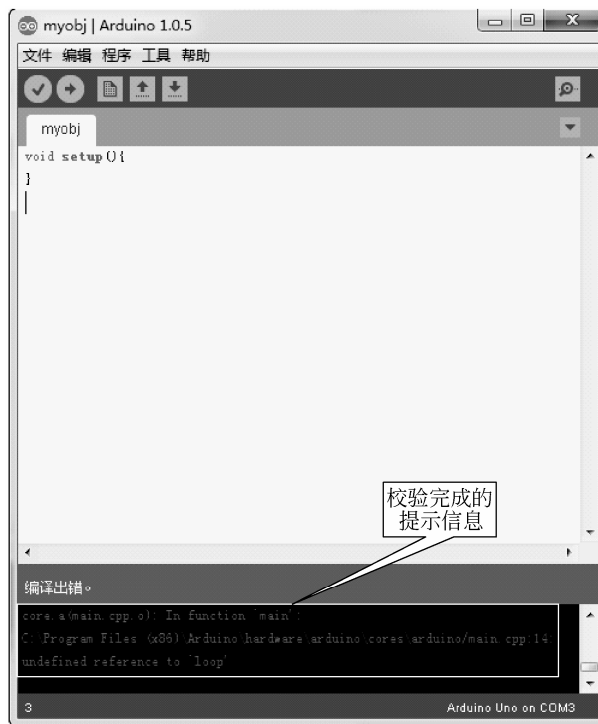 myobj | Arduino 1.0.5
文件 编辑 程序 工具 帮助
myobj
void setup(){
}
校验完成的
提示信息
编译出错。
core.a(main.cpp.o): In function `main':
C:\Program Files (x86)\Arduino\hardware\arduino\cores\arduino/main.cpp:14:
undefined reference to `loop'
3
Arduino Uno on COM3